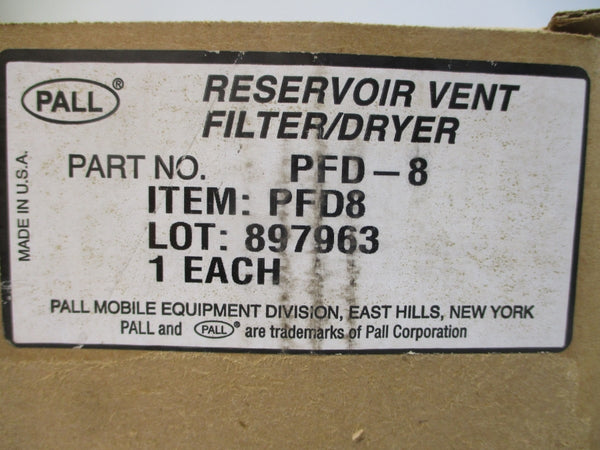 PALL®
RESERVOIR VENT
FILTER/DRYER
MADE IN U.S.A.
PART NO. PFD-8
ITEM: PFD8
LOT: 897963
1 EACH
PALL MOBILE EQUIPMENT DIVISION, EAST HILLS, NEW YORK
PALL and PALL® are trademarks of Pall Corporation